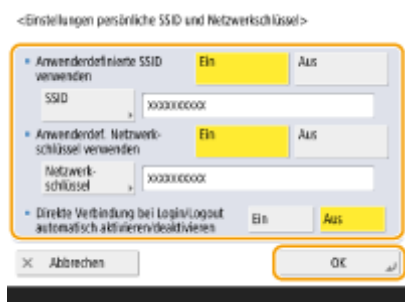 <Einstellungen persönliche SSID und Netzwerkschlüssel>
Anwenderdefinierte SSID Ein Aus
verwenden
SSID xxxxxxxxxx
Anwenderdef. Netzwerk- Ein Aus
schlüssel verwenden
Netzwerk- xxxxxxxxxx
schlüssel
Direkte Verbindung bei Login/Logout Ein Aus
automatisch aktivieren/deaktivieren
× Abbrechen OK